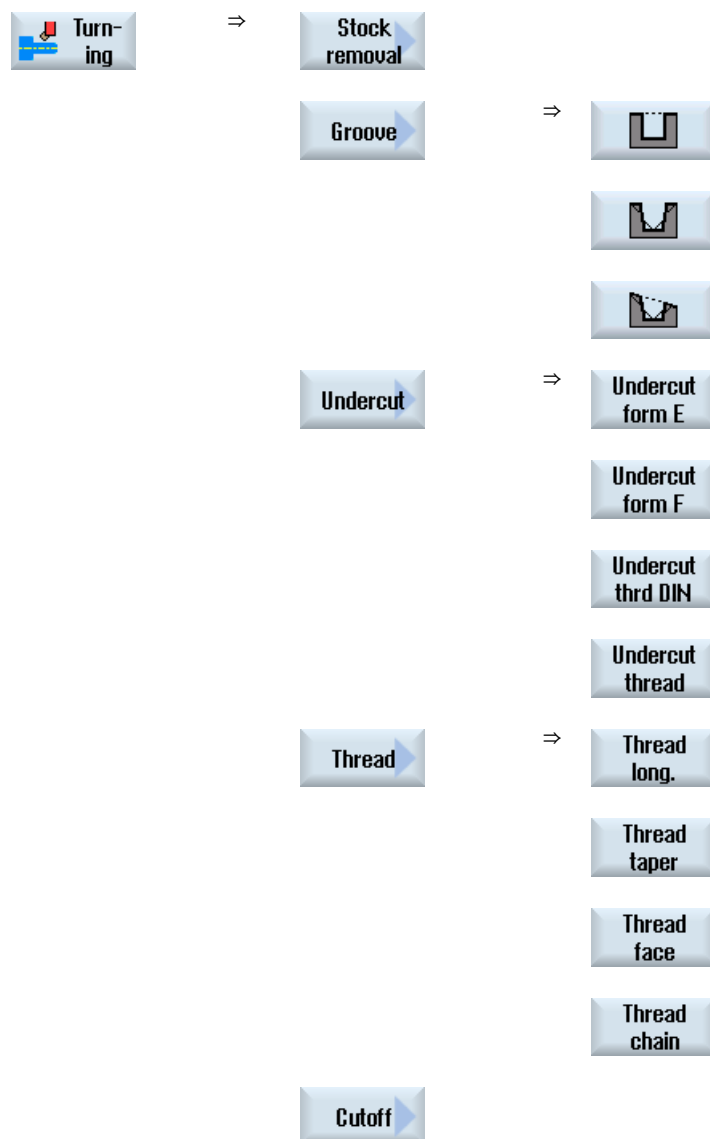 Turn-
ing
⇒
Stock
removal
Groove
⇒
Undercut
⇒
Undercut
form E
Undercut
form F
Undercut
thrd DIN
Undercut
thread
Thread
⇒
Thread
long.
Thread
taper
Thread
face
Thread
chain
Cutoff